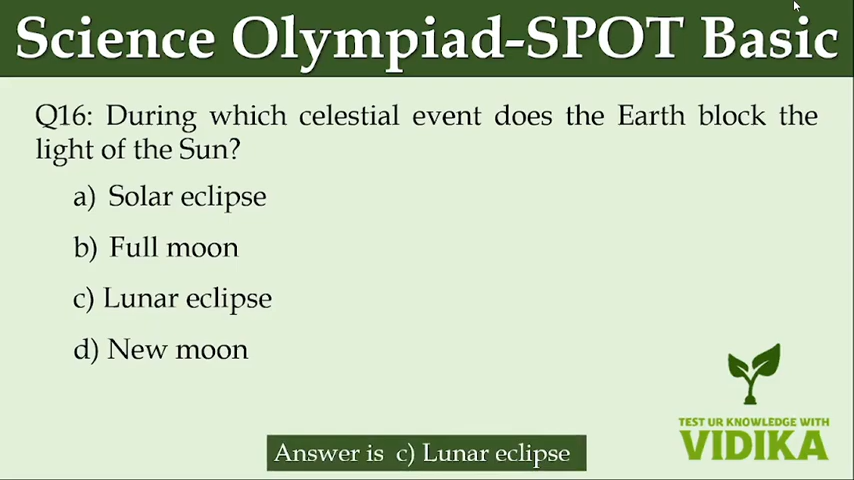 Science Olympiad-SPOT Basic
Q16: During which celestial event does the Earth block the
light of the Sun?
a) Solar eclipse
b) Full moon
c) Lunar eclipse
d) New moon
TEST UR KNOWLEDGE WITH
VIDIKA
Answer is c) Lunar eclipse